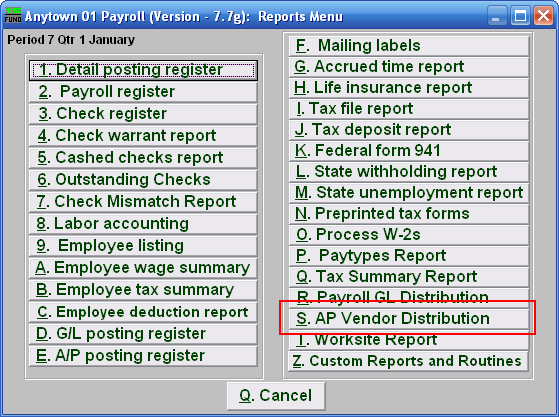 Anytown 01 Payroll (Version - 7.7g): Reports Menu
Period 7 Qtr 1 January
1. Detail posting register
2. Payroll register
3. Check register
4. Check warrant report
5. Cashed checks report
6. Outstanding Checks
7. Check Mismatch Report
8. Labor accounting
9. Employee listing
A. Employee wage summary
B. Employee tax summary
C. Employee deduction report
D. G/L posting register
E. A/P posting register
F. Mailing labels
G. Accrued time report
H. Life insurance report
I. Tax file report
J. Tax deposit report
K. Federal form 941
L. State withholding report
M. State unemployment report
N. Preprinted tax forms
O. Process W-2s
P. Paytypes Report
Q. Tax Summary Report
R. Payroll GL Distribution
S. AP Vendor Distribution
T. Worksite Report
Z. Custom Reports and Routines
Q. Cancel